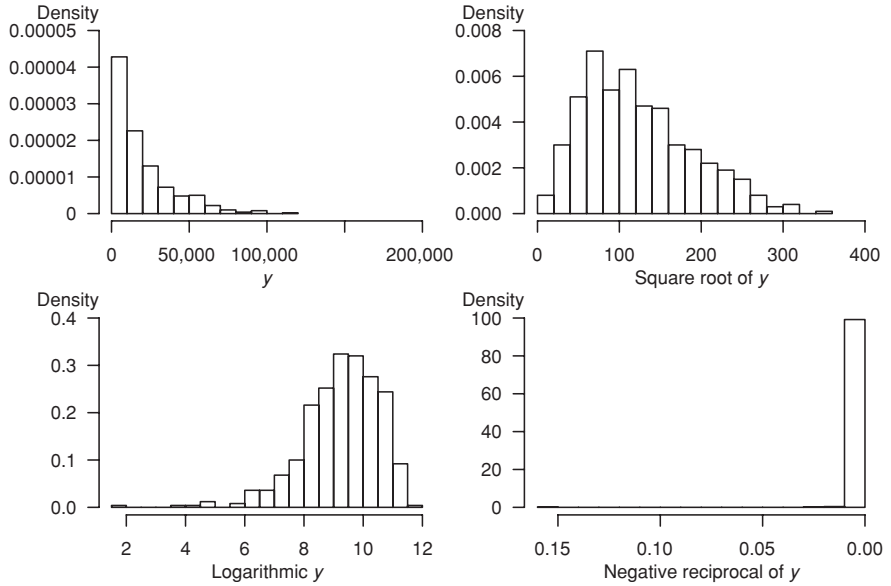 Density
0.00005
0.00004
0.00003
0.00002
0.00001
0
0 50,000 100,000 200,000
y
Density
0.008
0.006
0.004
0.002
0.000
0 100 200 300 400
Square root of y
Density
0.4
0.3
0.2
0.1
0.0
2 4 6 8 10 12
Logarithmic y
Density
100
80
60
40
20
0
0.15 0.10 0.05 0.00
Negative reciprocal of y